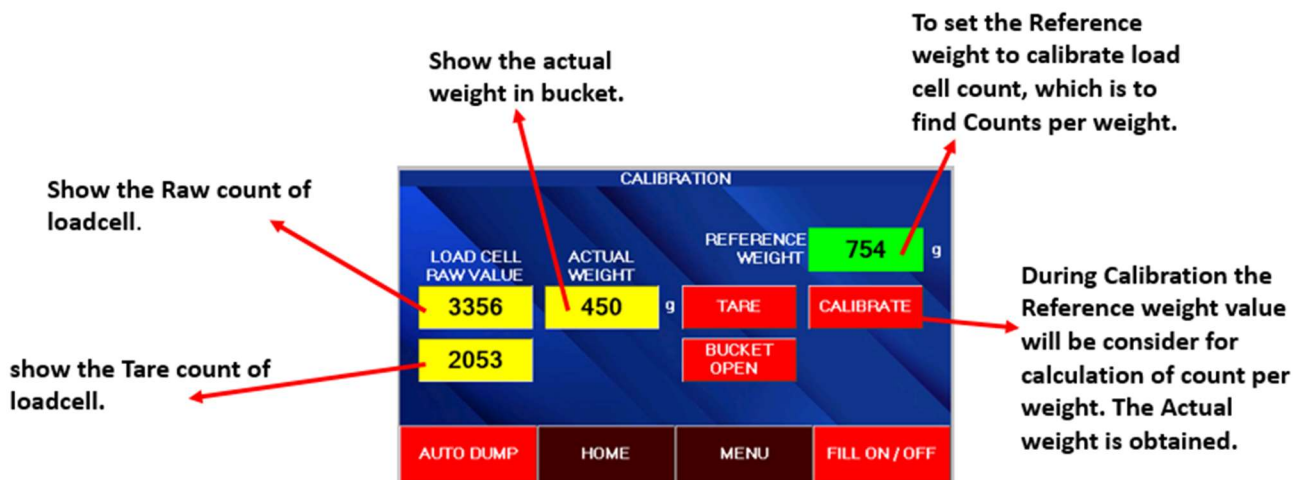 To set the Reference
weight to calibrate load
cell count, which is to
find Counts per weight.
Show the actual
weight in bucket.
Show the Raw count of
loadcell.
CALIBRATION
REFERENCE
WEIGHT
754
g
LOAD CELL
RAW VALUE
ACTUAL
WEIGHT
3356
450
g
TARE
CALIBRATE
2053
BUCKET
OPEN
During Calibration the
Reference weight value
will be consider for
calculation of count per
weight. The Actual
weight is obtained.
show the Tare count of
loadcell.
AUTO DUMP
HOME
MENU
FILL ON / OFF